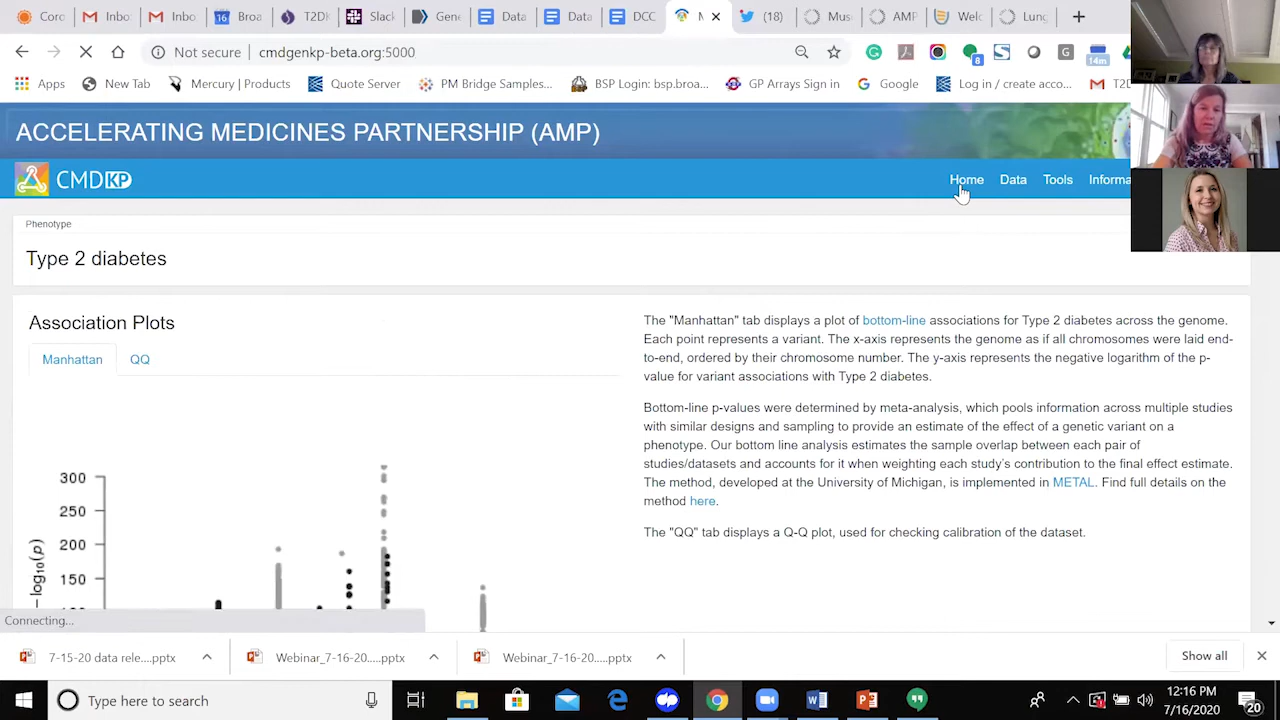 Coro
Inbo
Inbo
16
Broa
T2DK
Slack
Gene
Data
Data
DCC
M
(18)
Mus
AMP
Welc
Lung
Not secure
cmdgenkp-beta.org:5000
G
8
14m
Apps
New Tab
Mercury | Products
Quote Server
PM Bridge Samples...
BSP Login: bsp.broa...
GP Arrays Sign in
Google
Log in / create acco...
T2D
ACCELERATING MEDICINES PARTNERSHIP (AMP)
CMDKP
Home
Data
Tools
Informa
Phenotype
Type 2 diabetes
Association Plots
Manhattan
QQ
300
250
200
150
100
−log10(p)
The "Manhattan" tab displays a plot of bottom-line associations for Type 2 diabetes across the genome.
Each point represents a variant. The x-axis represents the genome as if all chromosomes were laid end-
to-end, ordered by their chromosome number. The y-axis represents the negative logarithm of the p-
value for variant associations with Type 2 diabetes.
Bottom-line p-values were determined by meta-analysis, which pools information across multiple studies
with similar designs and sampling to provide an estimate of the effect of a genetic variant on a
phenotype. Our bottom line analysis estimates the sample overlap between each pair of
studies/datasets and accounts for it when weighting each study's contribution to the final effect estimate.
The method, developed at the University of Michigan, is implemented in METAL. Find full details on the
method here.
The "QQ" tab displays a Q-Q plot, used for checking calibration of the dataset.
Connecting...
7-15-20 data rele....pptx
Webinar_7-16-20.....pptx
Webinar_7-16-20.....pptx
Show all
Type here to search
12:16 PM
7/16/2020
20